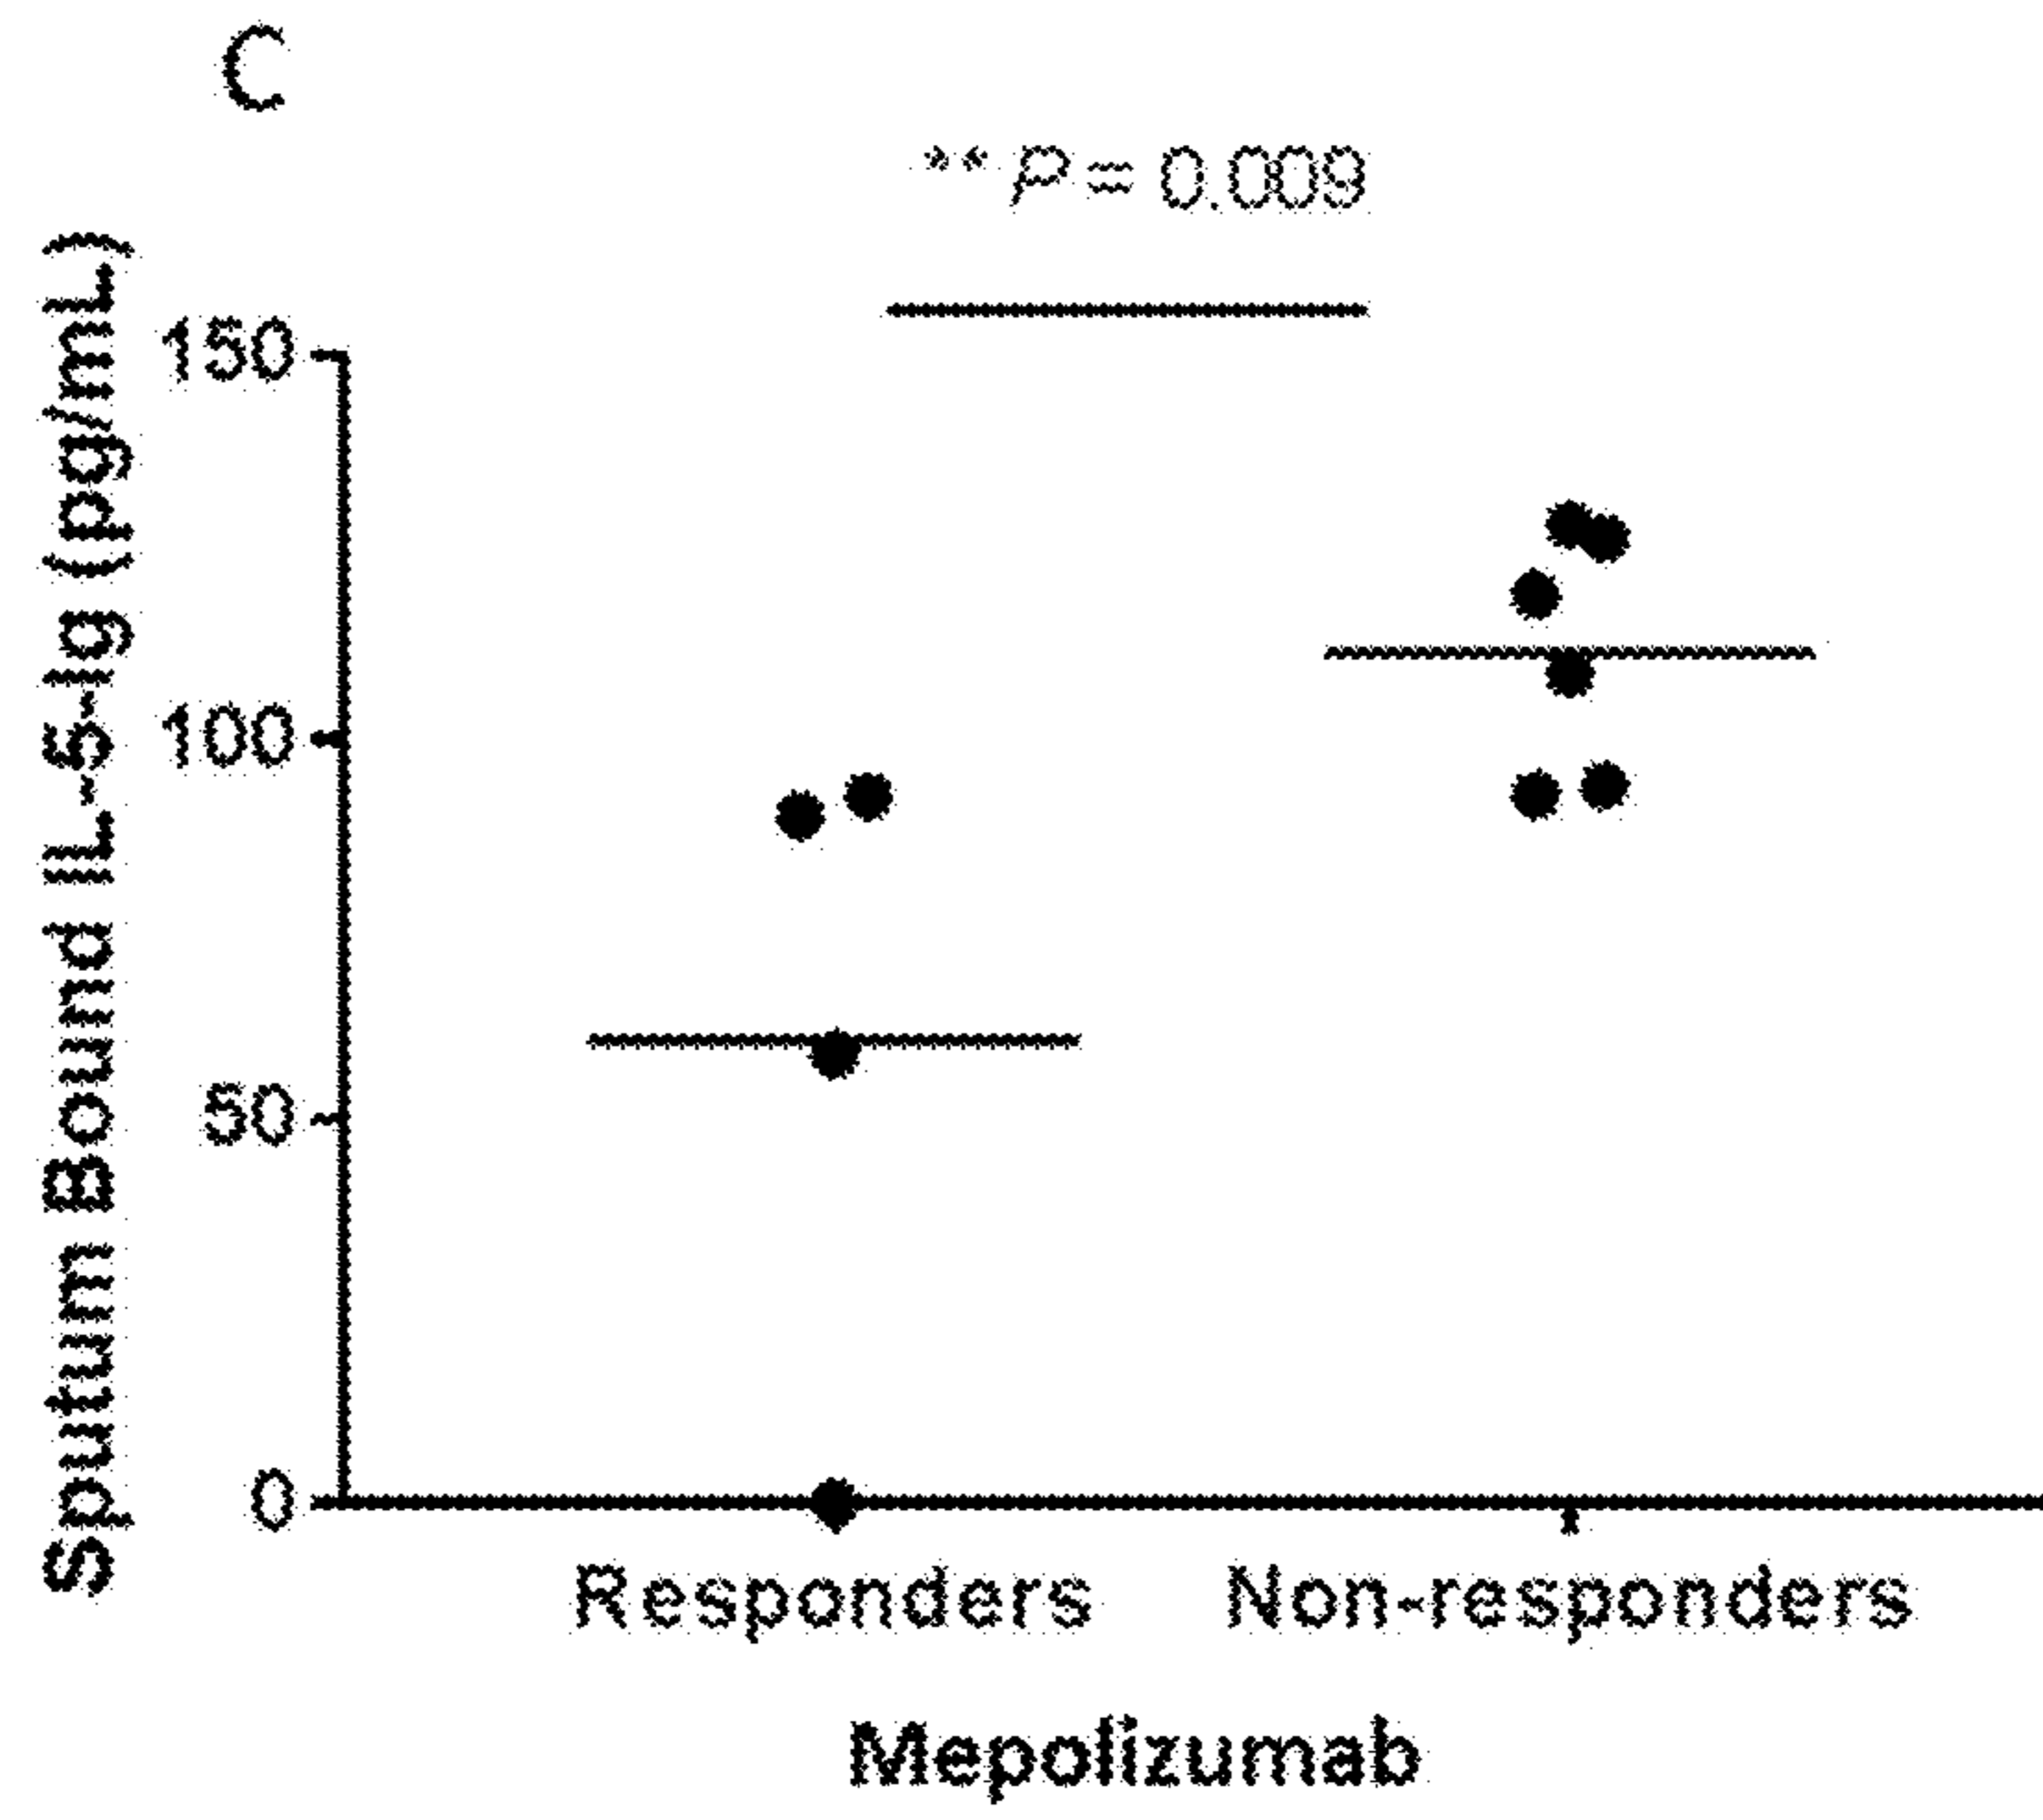 C
** P = 0.009
Sputum Bound IL-5-Ig (pg/mL)
150
100
50
0
Responders Non-responders
Mepolizumab